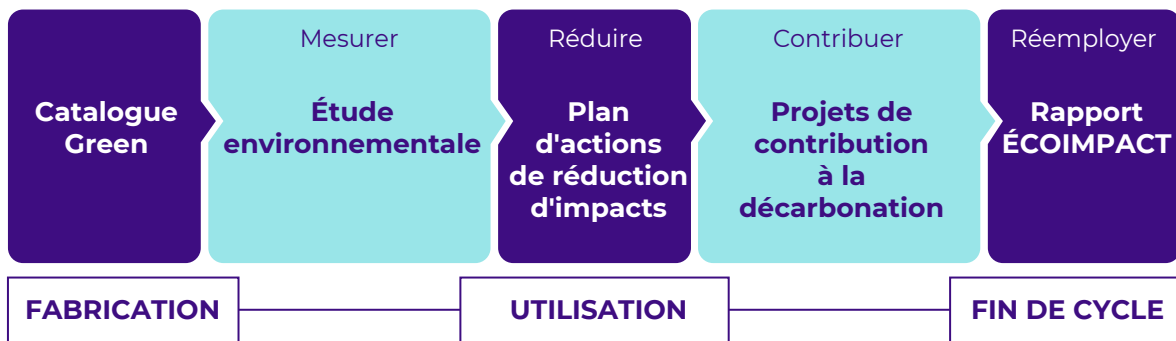 Catalogue
Green
Mesurer
Étude
environnementale
Réduire
Plan
d'actions
de réduction
d'impacts
Contribuer
Projets de
contribution
à la
décarbonation
Réemployer
Rapport
ÉCOIMPACT
FABRICATION
UTILISATION
FIN DE CYCLE